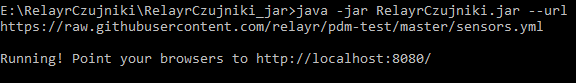 E:\RelayrCzujniki\RelayrCzujniki_jar>java -jar RelayrCzujniki.jar --url
https://raw.githubusercontent.com/relayr/pdm-test/master/sensors.yml
Running! Point your browsers to http://localhost:8080/